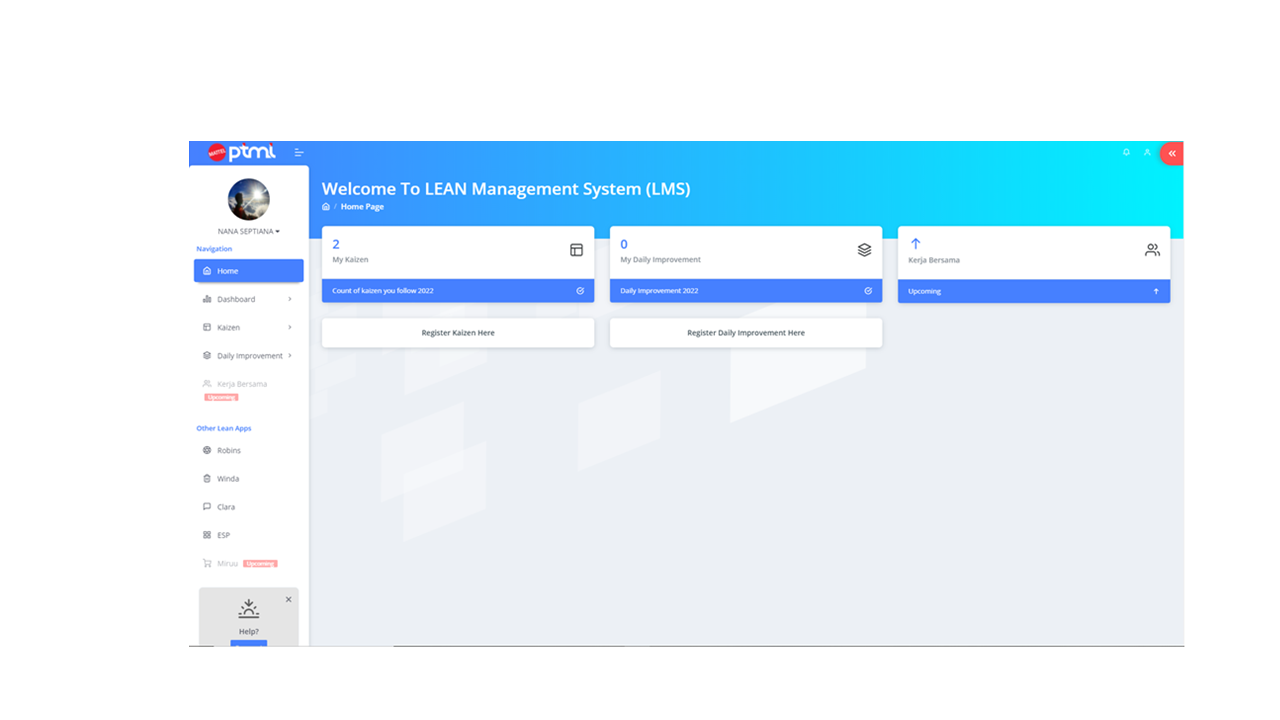 MATTEL ptmi
Welcome To LEAN Management System (LMS)
/ Home Page
NANA SEPTIANA
Navigation
Home
Dashboard
Kaizen
Daily Improvement
Kerja Bersama
Upcoming
Other Lean Apps
Robins
Winda
Clara
ESP
Miruu Upcoming
Help?
2
My Kaizen
Count of kaizen you follow 2022
0
My Daily Improvement
Daily improvement 2022
Kerja Bersama
Upcoming
Register Kaizen Here
Register Daily Improvement Here